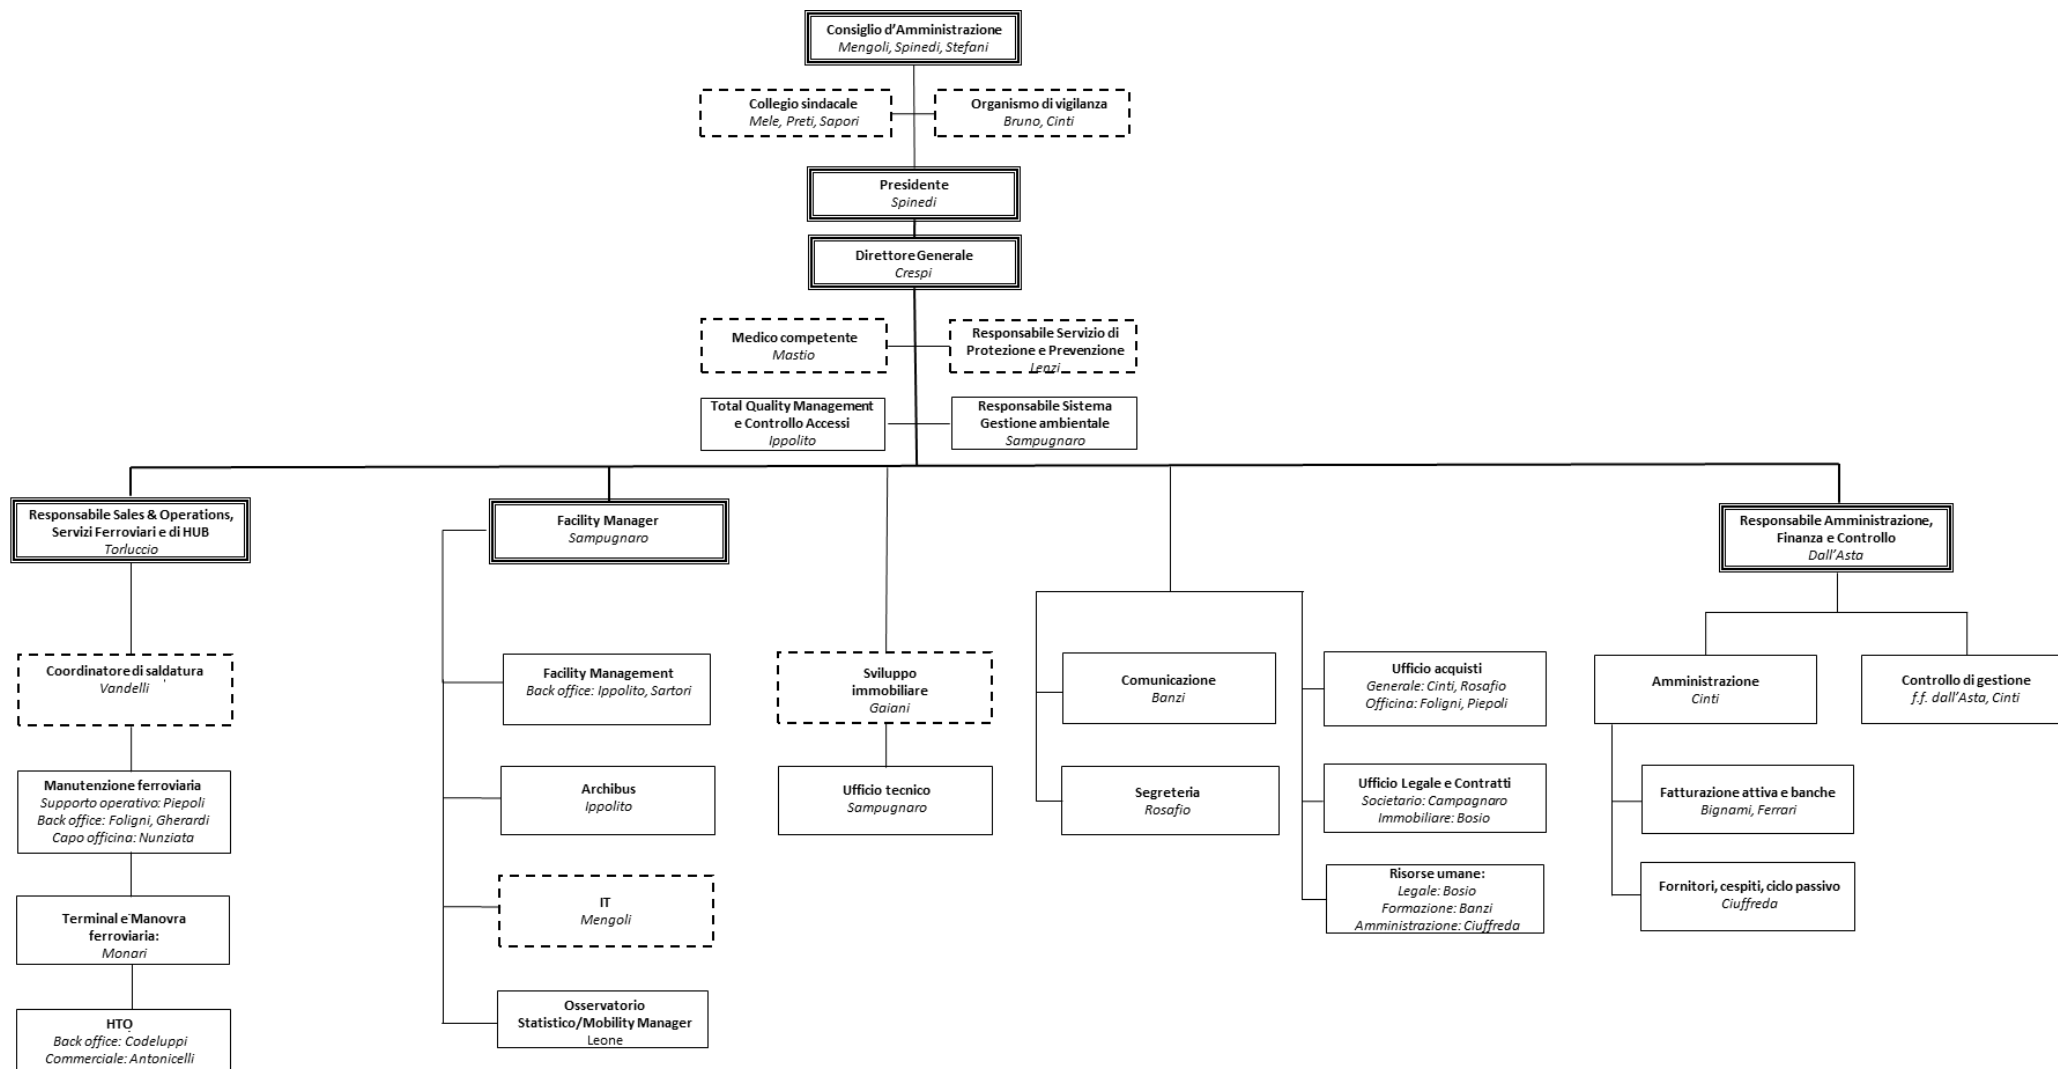 Consiglio d'Amministrazione
Mengoli, Spinedi, Stefani
Collegio sindacale
Mele, Preti, Sapori
Organismo di vigilanza
Bruno, Cinti
Presidente
Spinedi
Direttore Generale
Crespi
Medico competente
Mastio
Responsabile Servizio di
Protezione e Prevenzione
Lenzi
Total Quality Management
e Controllo Accessi
Ippolito
Responsabile Sistema
Gestione ambientale
Sampugnaro
Responsabile Sales & Operations,
Servizi Ferroviari e di HUB
Torluccio
Facility Manager
Sampugnaro
Responsabile Amministrazione,
Finanza e Controllo
Dall'Asta
Coordinatore di saldatura
Vandelli
Manutenzione ferroviaria
Supporto operativo: Piepoli
Back office: Foligni, Gherardi
Capo officina: Nunziata
Terminal e Manovra
ferroviaria:
Monari
HTO
Back office: Codeluppi
Commerciale: Antonicelli
Facility Management
Back office: Ippolito, Sartori
Archibus
Ippolito
IT
Mengoli
Osservatorio
Statistico/Mobility Manager
Leone
Sviluppo
immobiliare
Gaiani
Ufficio tecnico
Sampugnaro
Comunicazione
Banzi
Segreteria
Rosafio
Ufficio acquisti
Generale: Cinti, Rosafio
Officina: Foligni, Piepoli
Ufficio Legale e Contratti
Societario: Campagnaro
Immobiliare: Bosio
Risorse umane:
Legale: Bosio
Formazione: Banzi
Amministrazione: Ciuffreda
Amministrazione
Cinti
Controllo di gestione
f.f. dall'Asta, Cinti
Fatturazione attiva e banche
Bignami, Ferrari
Fornitori, cespiti, ciclo passivo
Ciuffreda